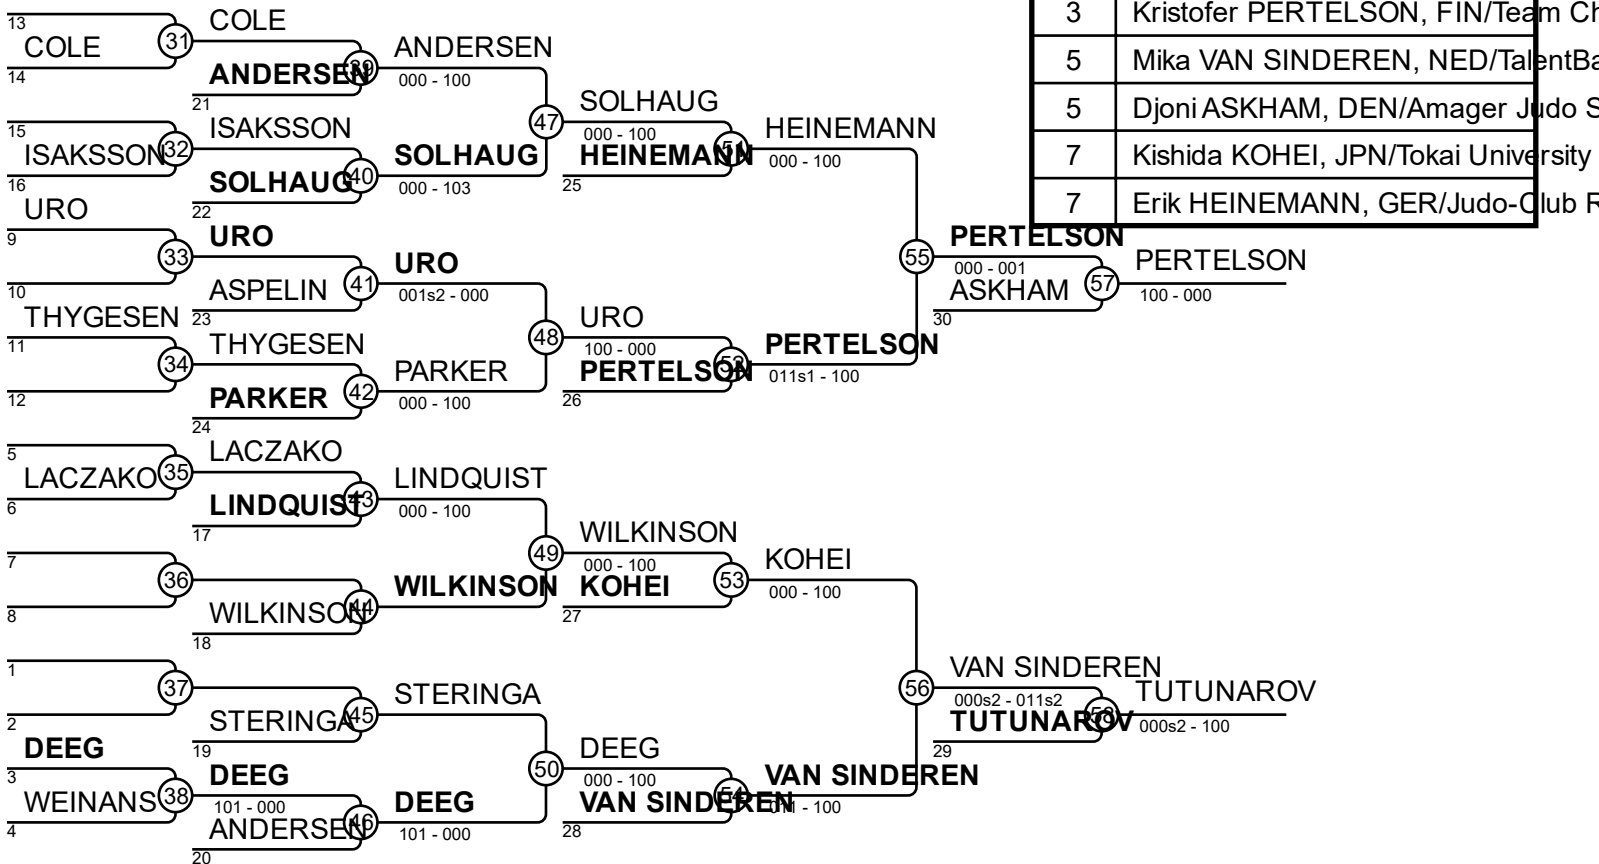 COLE
13
COLE
31
14
ANDERSEN
39
21
ANDERSEN
000 - 100
15
ISAKSSON
32
16
ISAKSSON
SOLHAUG
40
22
SOLHAUG
000 - 103
47
SOLHAUG
000 - 100
HEINEMANN
51
25
HEINEMANN
000 - 100
URO
9
33
10
URO
ASPELIN
41
23
URO
001s2 - 000
THYGESEN
11
34
12
THYGESEN
PARKER
42
24
PARKER
000 - 100
48
URO
100 - 000
PERTELSON
52
26
PERTELSON
011s1 - 100
55
PERTELSON
000 - 001
ASKHAM
57
30
PERTELSON
100 - 000
5
LACZAKO
35
6
LACZAKO
LINDQUIST
43
17
LINDQUIST
000 - 100
7
36
8
WILKINSON
44
18
WILKINSON
49
WILKINSON
000 - 100
KOHEI
53
27
KOHEI
000 - 100
1
37
2
STERINGA
45
19
STERINGA
DEEG
3
WEINANS
38
4
DEEG
101 - 000
ANDERSEN
46
20
DEEG
101 - 000
50
DEEG
000 - 100
VAN SINDEREN
54
28
VAN SINDEREN
011 - 100
56
VAN SINDEREN
000s2 - 011s2
TUTUNAROV
58
29
TUTUNAROV
000s2 - 100
3 Kristofer PERTELSON, FIN/Team Ch
5 Mika VAN SINDEREN, NED/TalentBa
5 Djoni ASKHAM, DEN/Amager Judo S
7 Kishida KOHEI, JPN/Tokai University
7 Erik HEINEMANN, GER/Judo-Club R